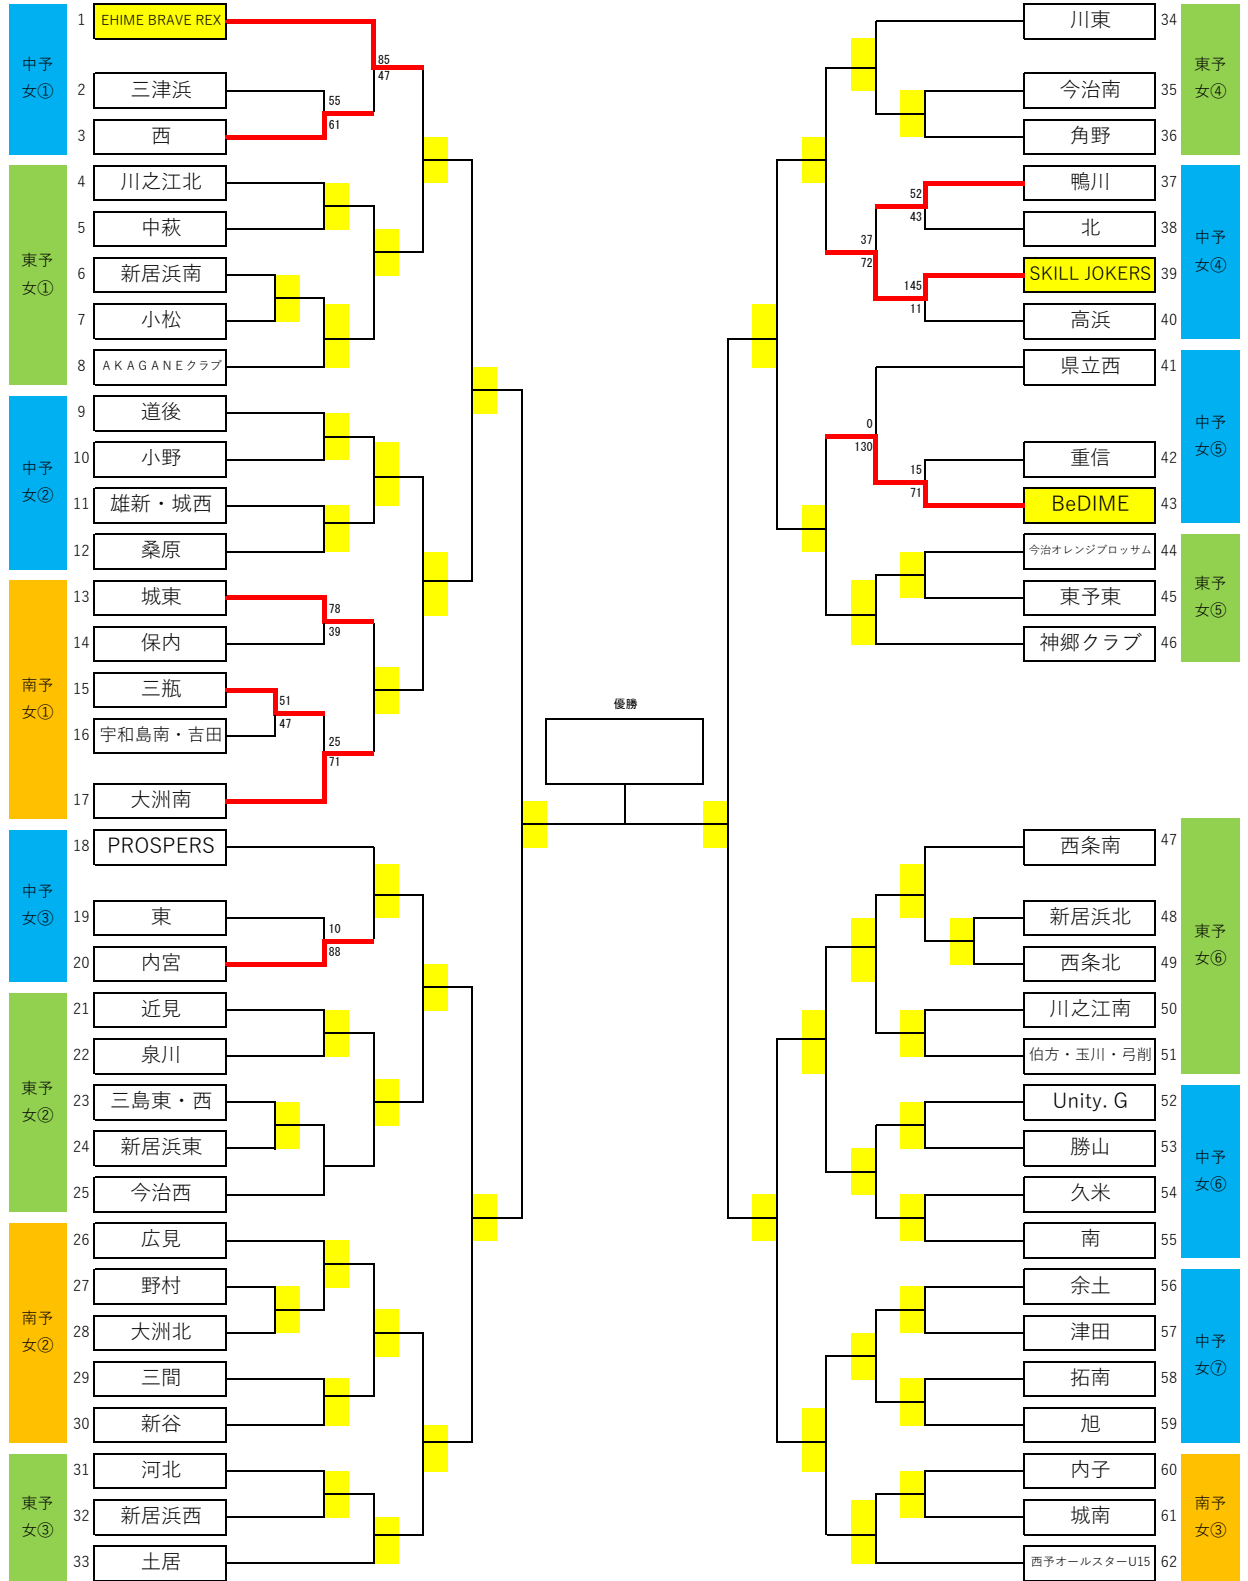 中予
女①
1 EHIME BRAVE REX
85
47
2 三津浜
55
61
3 西
東予
女①
4 川之江北
5 中萩
6 新居浜南
7 小松
8 ＡＫＡＧＡＮＥクラブ
中予
女②
9 道後
10 小野
11 雄新・城西
12 桑原
南予
女①
13 城東
78
39
14 保内
15 三瓶
51
47
16 宇和島南・吉田
25
71
17 大洲南
中予
女③
18 PROSPERS
19 東
10
88
20 内宮
東予
女②
21 近見
22 泉川
23 三島東・西
24 新居浜東
25 今治西
南予
女②
26 広見
27 野村
28 大洲北
29 三間
30 新谷
東予
女③
31 河北
32 新居浜西
33 土居
優勝
川東 34
東予
女④
今治南 35
角野 36
鴨川 37
52
43
北 38
中予
女④
37
72
SKILL JOKERS 39
145
11
高浜 40
県立西 41
中予
女⑤
0
130
重信 42
15
71
BeDIME 43
今治オレンジブロッサム 44
東予
女⑤
東予東 45
神郷クラブ 46
西条南 47
東予
女⑥
新居浜北 48
西条北 49
川之江南 50
伯方・玉川・弓削 51
Unity. G 52
中予
女⑥
勝山 53
久米 54
南 55
余土 56
中予
女⑦
津田 57
拓南 58
旭 59
内子 60
南予
女③
城南 61
西予オールスターU15 62